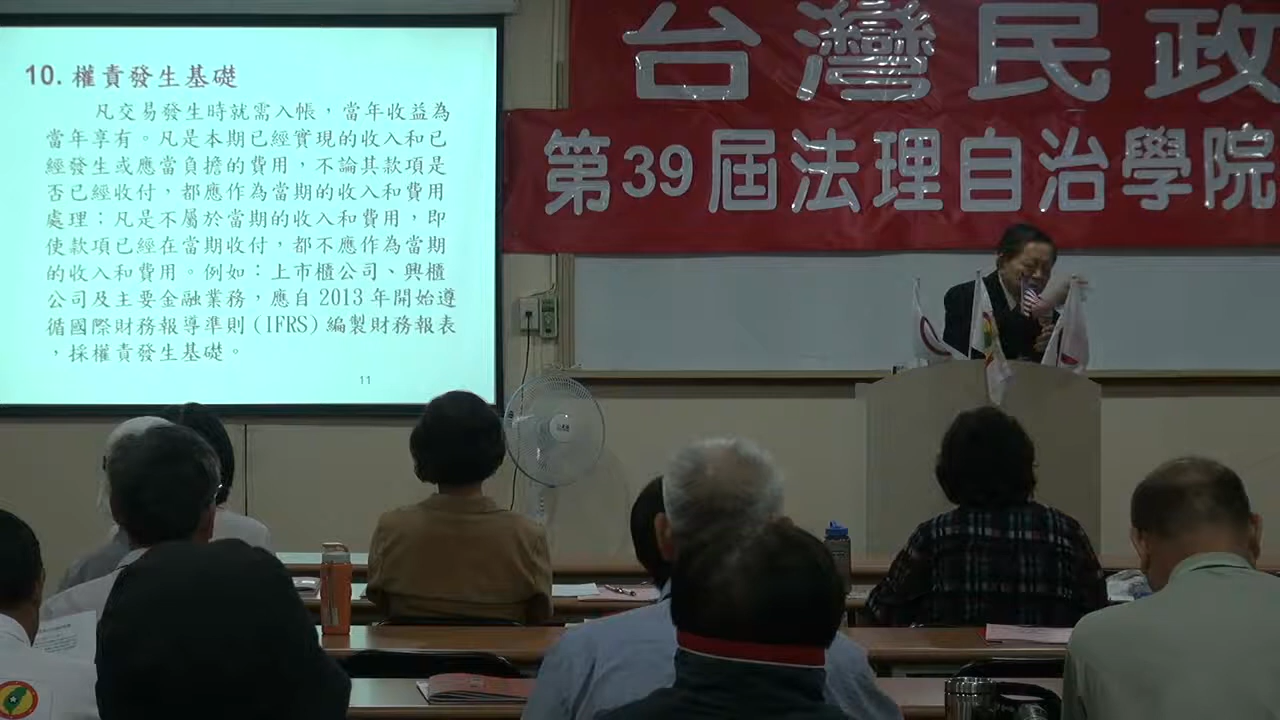 10. 權責發生基礎
凡交易發生時就需入帳，當年收益為
當年享有。凡是本期已經實現的收入和已
經發生或應當負擔的費用，不論其款項是
否已經收付，都應作為當期的收入和費用
處理；凡是不屬於當期的收入和費用，即
使款項已經在當期收付，都不應作為當期
的收入和費用。例如：上市櫃公司、興櫃
公司及主要金融業務，應自 2013 年開始遵
循國際財務報導準則(IFRS)編製財務報表
，採權責發生基礎。
11
台灣民政
第39屆法理自治學院